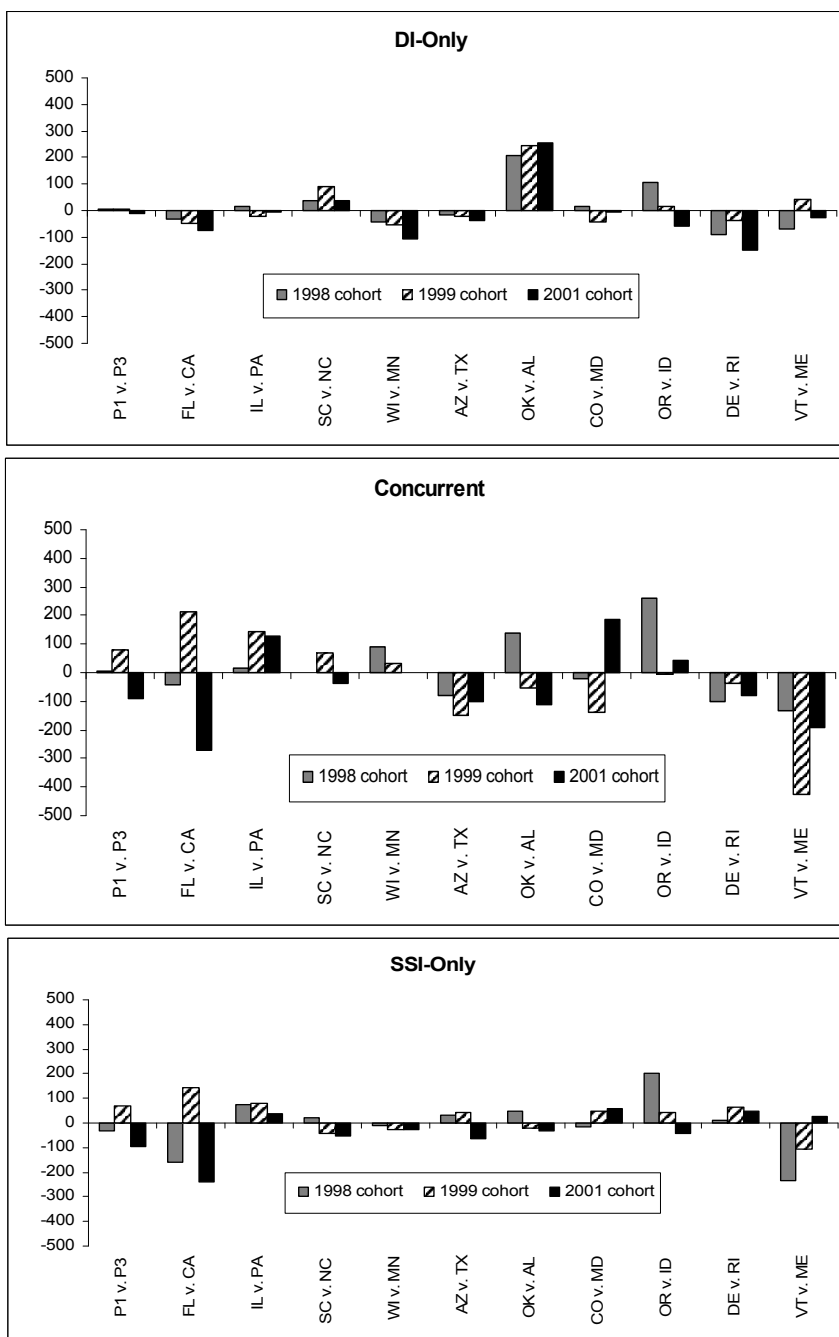 DI-Only
500
400
300
200
100
0
-100
-200
-300
-400
-500
1998 cohort 1999 cohort 2001 cohort
P1 v. P3
FL v. CA
IL v. PA
SC v. NC
WI v. MN
AZ v. TX
OK v. AL
CO v. MD
OR v. ID
DE v. RI
VT v. ME
Concurrent
500
400
300
200
100
0
-100
-200
-300
-400
-500
1998 cohort 1999 cohort 2001 cohort
P1 v. P3
FL v. CA
IL v. PA
SC v. NC
WI v. MN
AZ v. TX
OK v. AL
CO v. MD
OR v. ID
DE v. RI
VT v. ME
SSI-Only
500
400
300
200
100
0
-100
-200
-300
-400
-500
1998 cohort 1999 cohort 2001 cohort
P1 v. P3
FL v. CA
IL v. PA
SC v. NC
WI v. MN
AZ v. TX
OK v. AL
CO v. MD
OR v. ID
DE v. RI
VT v. ME